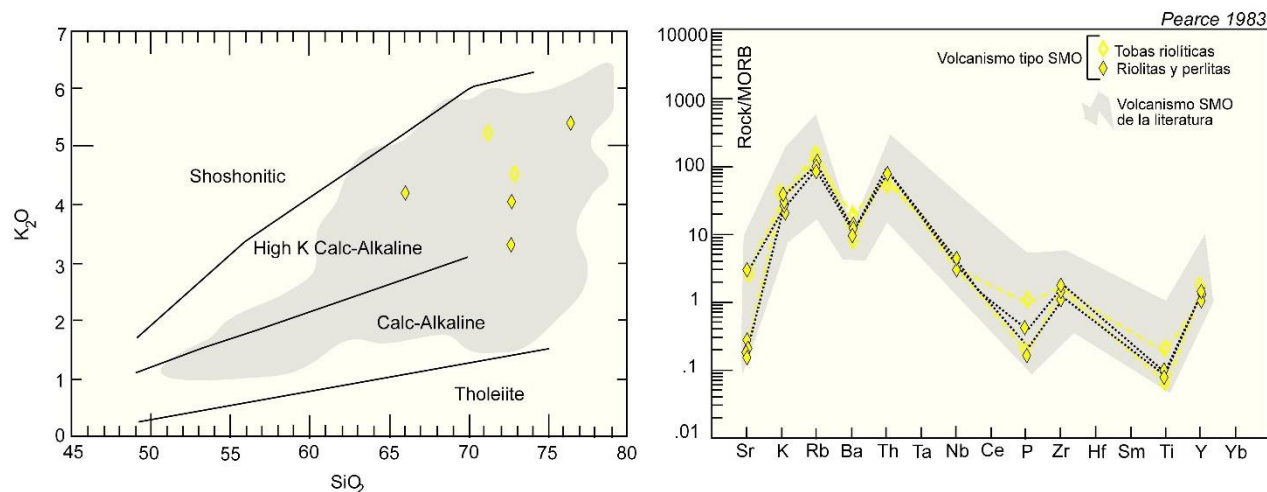 Pearce 1983
7
6
5
4
3
2
1
0
K2O
Shoshonitic
High K Calc-Alkaline
Calc-Alkaline
Tholeiite
45 50 55 60 65 70 75 80
SiO2
10000
1000
100
10
1
.1
.01
Rock/MORB
Volcanismo tipo SMO
Tobas riolíticas
Riolitas y perlitas
Volcanismo SMO
de la literatura
Sr K Rb Ba Th Ta Nb Ce P Zr Hf Sm Ti Y Yb